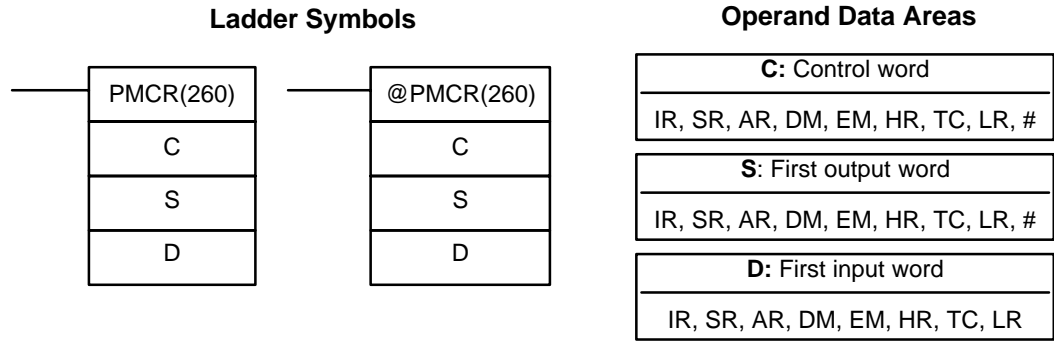 Ladder Symbols
PMCR(260)
C
S
D
@PMCR(260)
C
S
D
Operand Data Areas
C: Control word
IR, SR, AR, DM, EM, HR, TC, LR, #
S: First output word
IR, SR, AR, DM, EM, HR, TC, LR, #
D: First input word
IR, SR, AR, DM, EM, HR, TC, LR